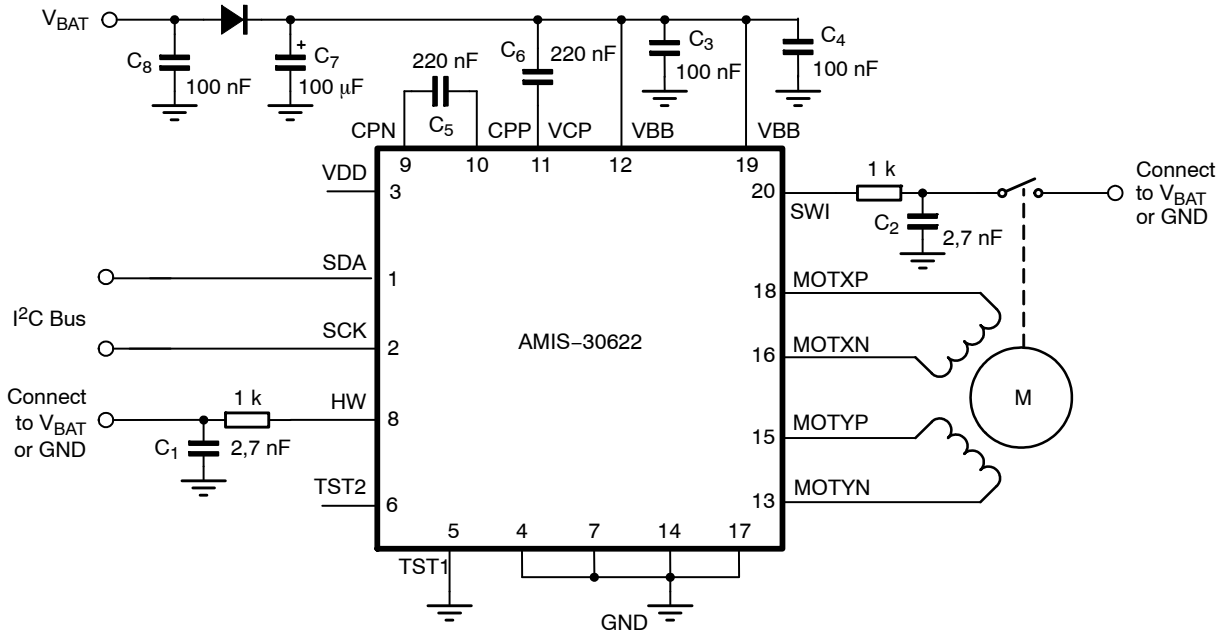 VBAT
C8
100 nF
+
C7
100 μF
220 nF
C5
C6
220 nF
C3
100 nF
C4
100 nF
CPN
CPP
VCP
VBB
VBB
9
10
11
12
19
VDD
3
20
SWI
1 k
C2
2,7 nF
Connect
to VBAT
or GND
SDA
1
I2C Bus
SCK
2
AMIS−30622
18
MOTXP
16
MOTXN
M
Connect
to VBAT
or GND
1 k
HW
8
C1
2,7 nF
15
MOTYP
13
MOTYN
TST2
6
5
4
7
14
17
TST1
GND